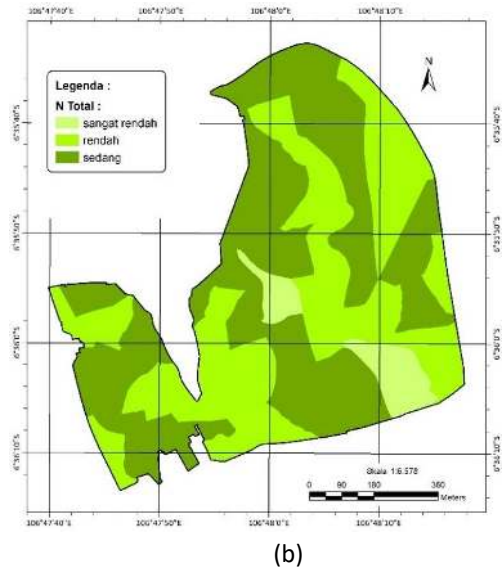 106°47'40"E 106°47'50"E 106°48'0"E 106°48'10"E
N
Legenda :
N Total :
sangat rendah
rendah
sedang
6°35'40"S 6°35'40"S
6°35'50"S 6°35'50"S
6°36'0"S 6°36'0"S
6°36'10"S 6°36'10"S
Skala 1:6.578
0 90 180 360
Meters
106°47'40"E 106°47'50"E 106°48'0"E 106°48'10"E
(b)